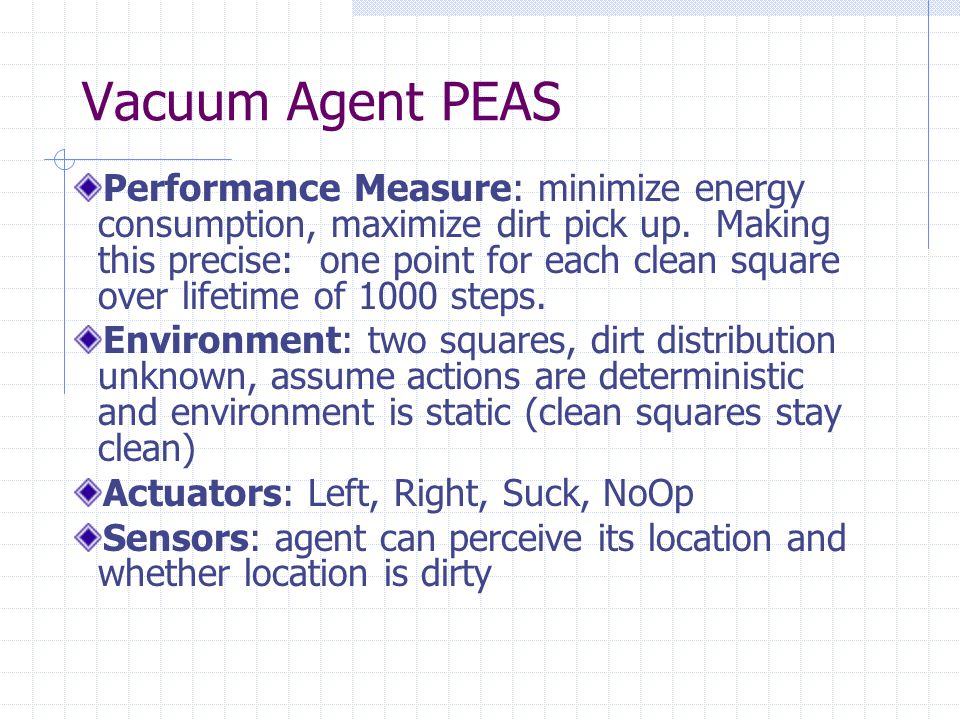 Vacuum Agent PEAS
Performance Measure: minimize energy
consumption, maximize dirt pick up.  Making
this precise:  one point for each clean square
over lifetime of 1000 steps.
Environment: two squares, dirt distribution
unknown, assume actions are deterministic
and environment is static (clean squares stay
clean)
Actuators: Left, Right, Suck, NoOp
Sensors: agent can perceive its location and
whether location is dirty